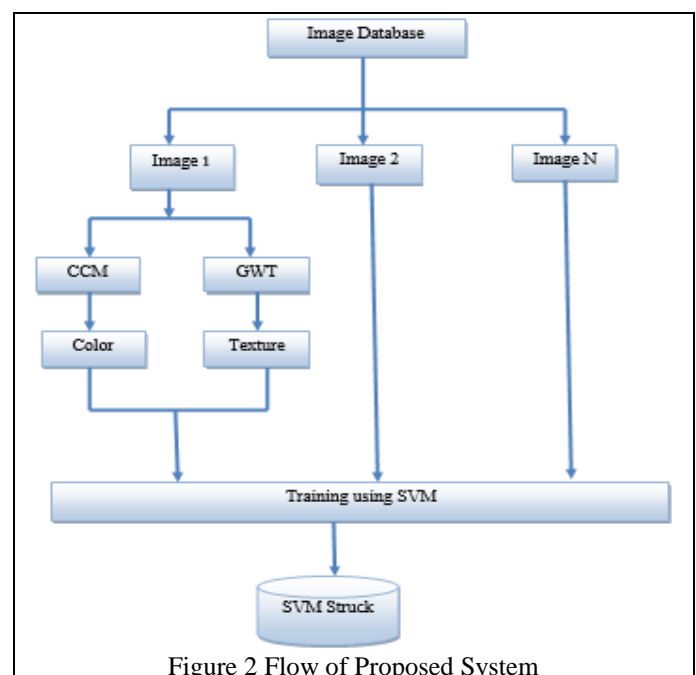 Image Database
Image 1
Image 2
Image N
CCM
GWT
Color
Texture
Training using SVM
SVM Struck
Figure 2 Flow of Proposed System